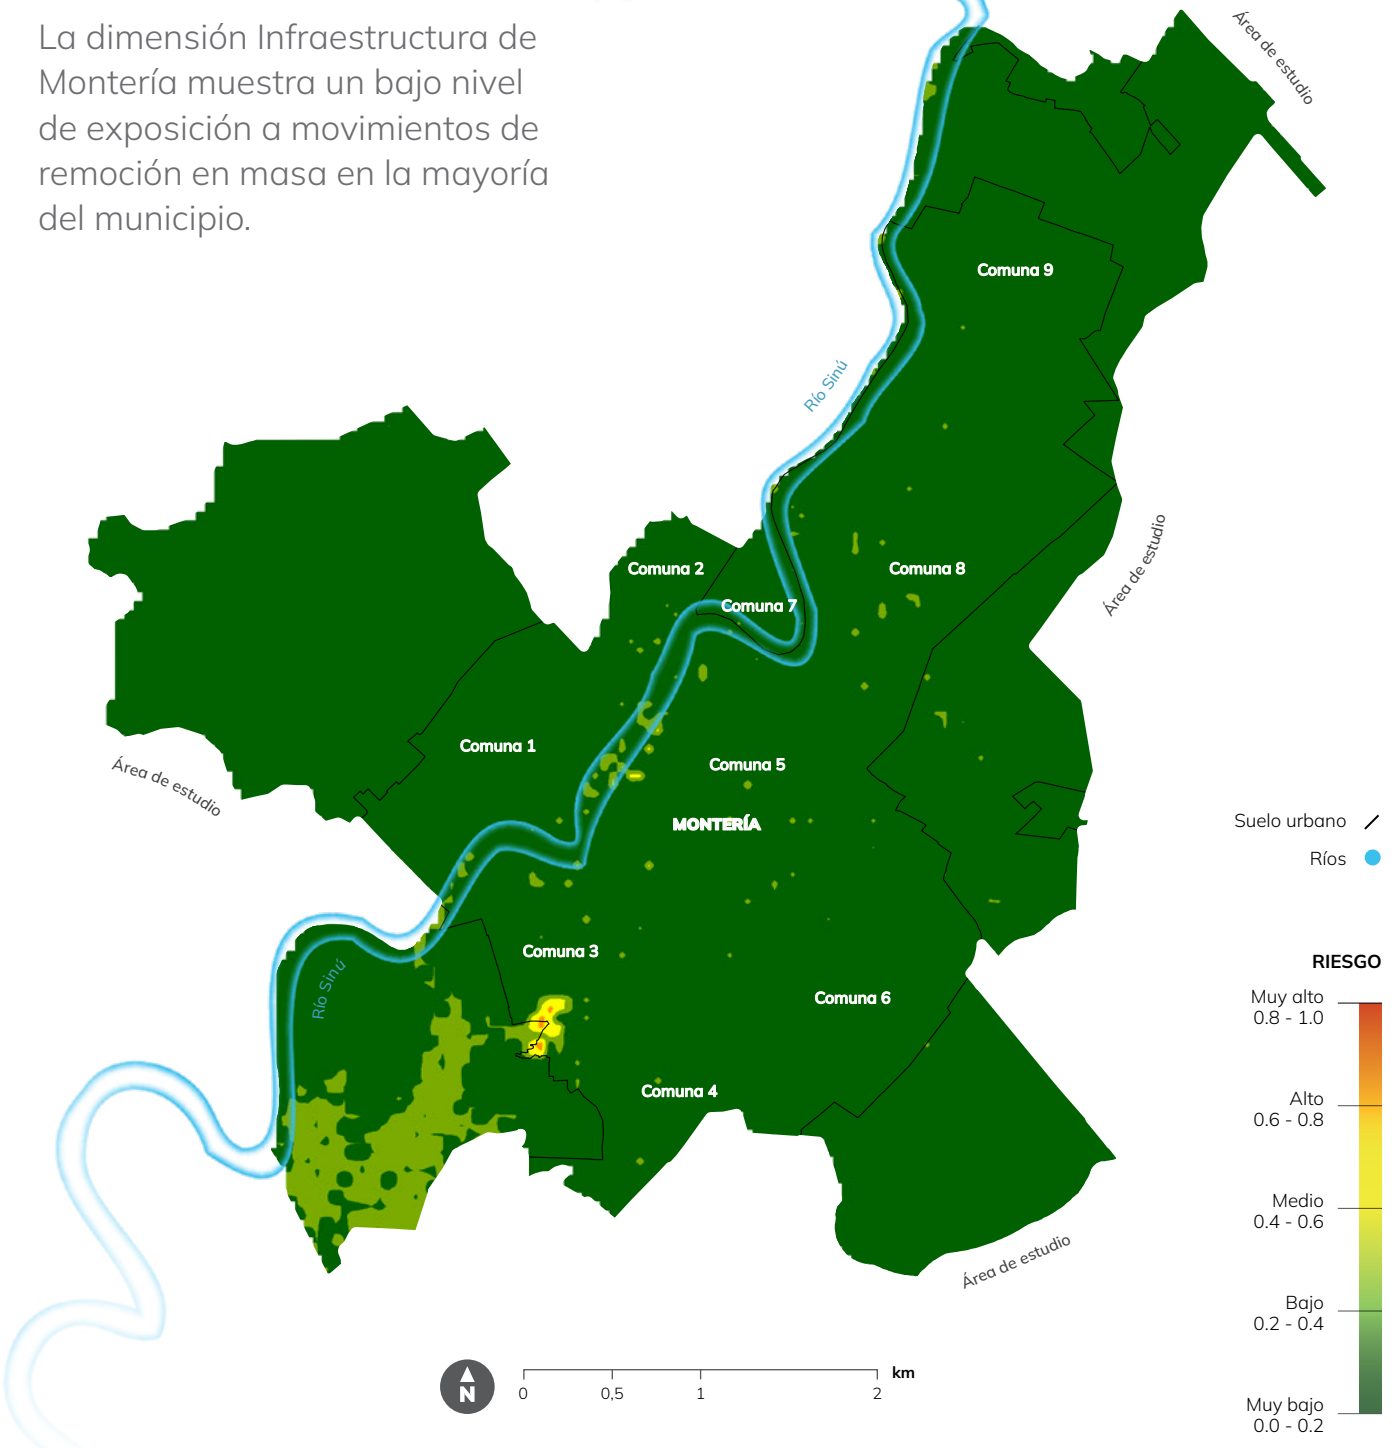 La dimensión Infraestructura de
Montería muestra un bajo nivel
de exposición a movimientos de
remoción en masa en la mayoría
del municipio.
Área de estudio
Comuna 9
Río Sinú
Área de estudio
Comuna 2
Comuna 8
Comuna 7
Comuna 1
Comuna 5
Área de estudio
MONTERÍA
Suelo urbano
Ríos
Comuna 3
Río Sinú
Comuna 6
Comuna 4
Área de estudio
RIESGO
Muy alto
0.8 - 1.0
Alto
0.6 - 0.8
Medio
0.4 - 0.6
Bajo
0.2 - 0.4
Muy bajo
0.0 - 0.2
N
km
0 0,5 1 2